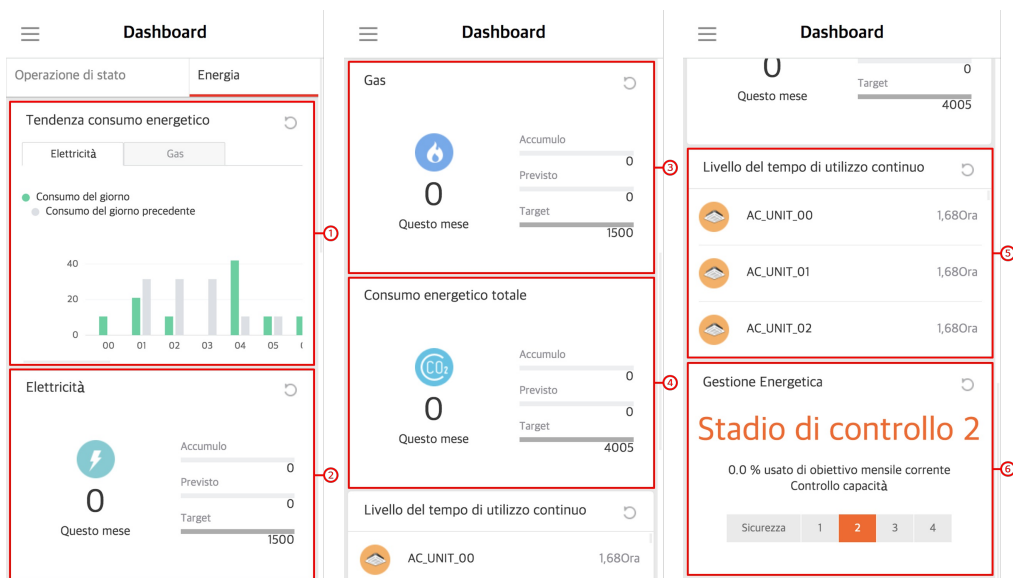 Dashboard
Operazione di stato
Energia
Tendenza consumo energetico
Elettricità
Gas
Consumo del giorno
Consumo del giorno precedente
40
20
0
00 01 02 03 04 05
1
Elettricità
0
Questo mese
Accumulo
0
Previsto
0
Target
1500
2
Dashboard
Gas
0
Questo mese
Accumulo
0
Previsto
0
Target
1500
3
Consumo energetico totale
CO2
0
Questo mese
Accumulo
0
Previsto
0
Target
4005
4
Livello del tempo di utilizzo continuo
AC_UNIT_00 1,68Ora
Dashboard
0
Questo mese
0
Target
4005
Livello del tempo di utilizzo continuo
AC_UNIT_00 1,68Ora
AC_UNIT_01 1,68Ora
AC_UNIT_02 1,68Ora
5
Gestione Energetica
Stadio di controllo 2
0.0 % usato di obiettivo mensile corrente
Controllo capacità
Sicurezza 1 2 3 4
6